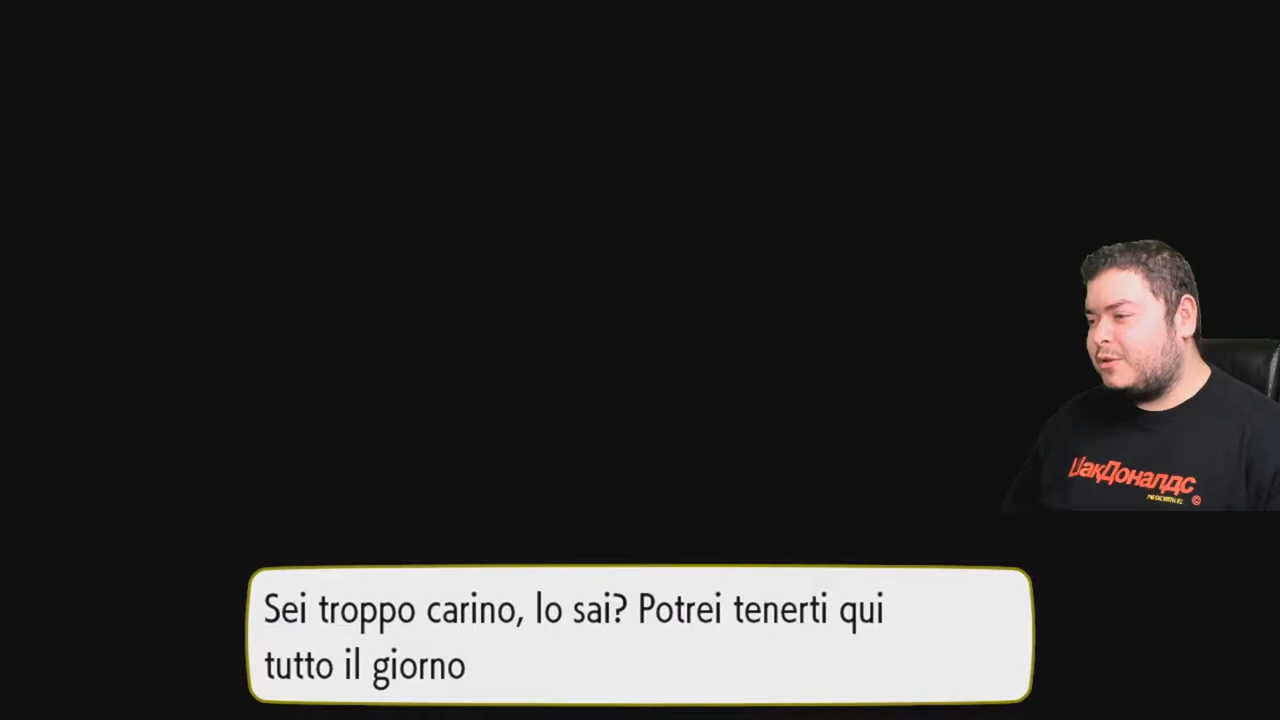 МакДоналдс
©
Sei troppo carino, lo sai? Potrei tenerti qui
tutto il giorno